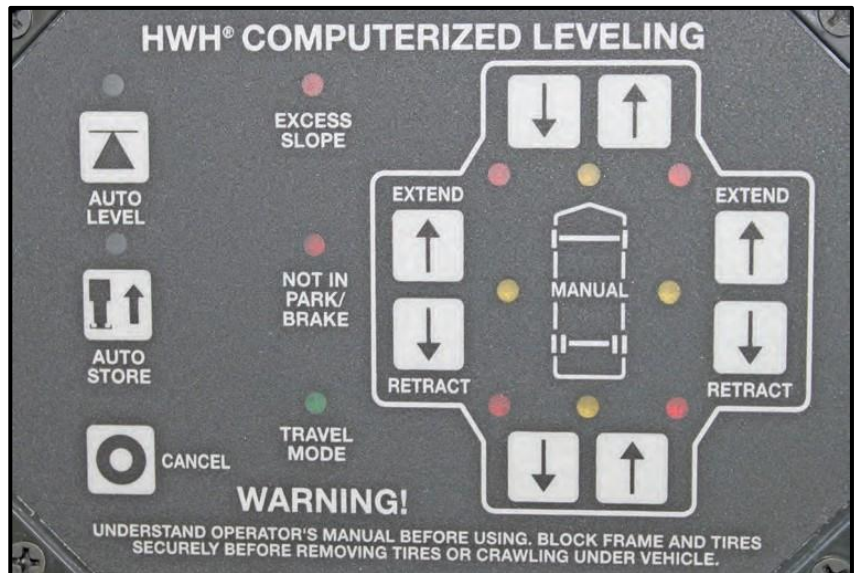 HWH® COMPUTERIZED LEVELING
AUTO
LEVEL
AUTO
STORE
CANCEL
EXCESS
SLOPE
NOT IN
PARK/
BRAKE
TRAVEL
MODE
EXTEND
RETRACT
MANUAL
EXTEND
RETRACT
WARNING!
UNDERSTAND OPERATOR'S MANUAL BEFORE USING. BLOCK FRAME AND TIRES
SECURELY BEFORE REMOVING TIRES OR CRAWLING UNDER VEHICLE.